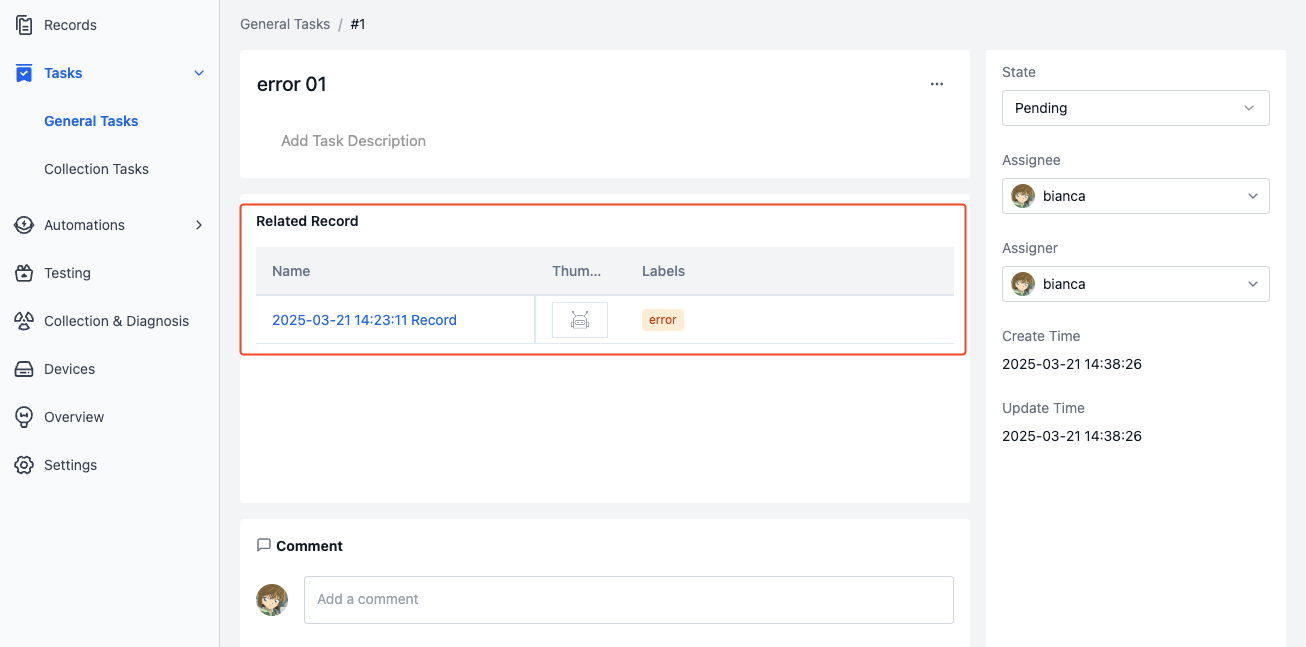 Records
Tasks
General Tasks
Collection Tasks
Automations
Testing
Collection & Diagnosis
Devices
Overview
Settings
General Tasks / #1
error 01
...
Add Task Description
Related Record
Name Thum... Labels
2025-03-21 14:23:11 Record error
Comment
Add a comment
State
Pending
Assignee
bianca
Assigner
bianca
Create Time
2025-03-21 14:38:26
Update Time
2025-03-21 14:38:26